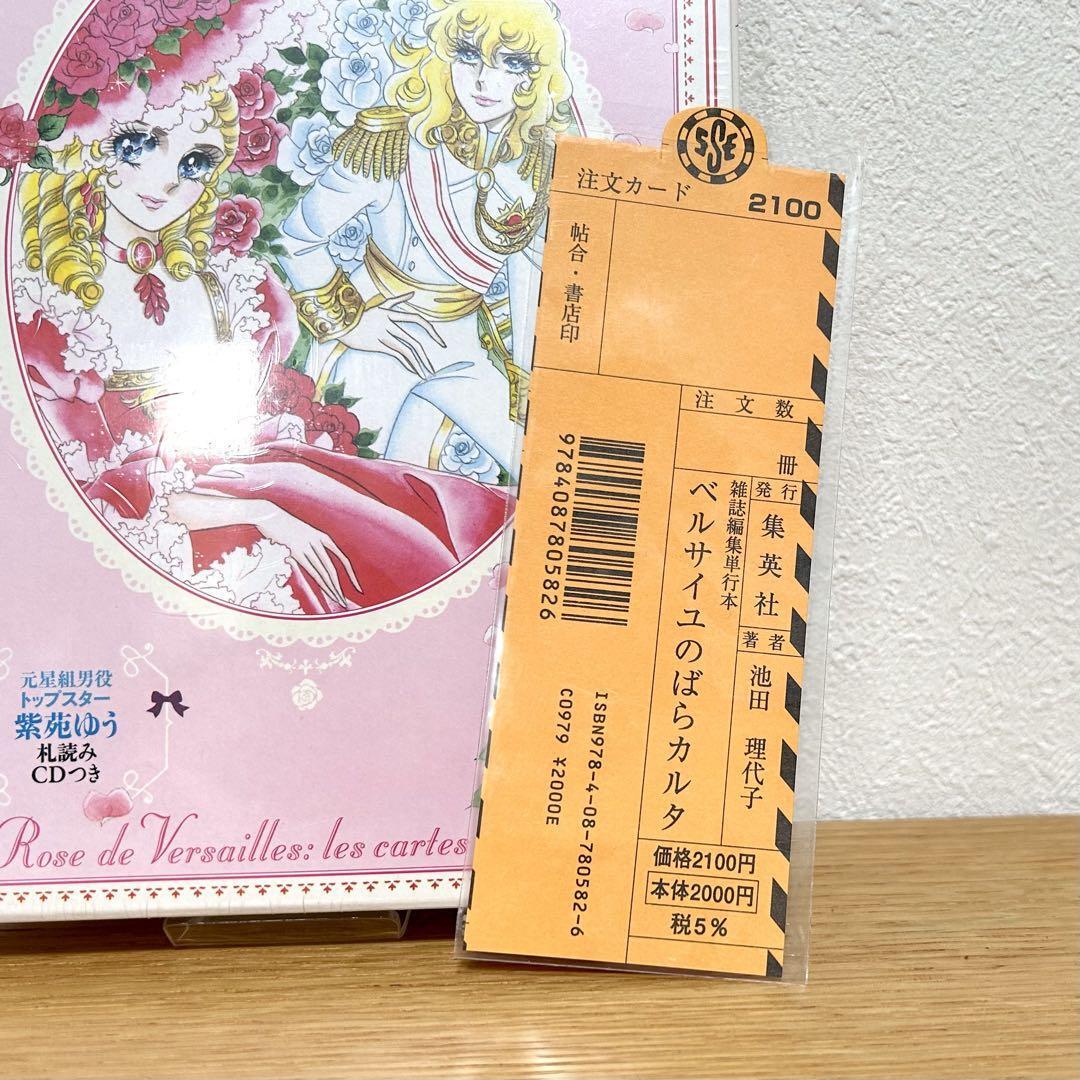 元星組男役
トップスター
紫苑ゆう
札読み
CDつき
Rose de Versailles: les cartes
SSE
注文カード
2100
帖合・書店印
注文数
冊
発行
集英社
著者
池田 理代子
雑誌編集単行本
ベルサイユのばらカルタ
9784087805826
ISBN978-4-08-780582-6
C0979 ¥2000E
価格2100円
本体2000円
税5%